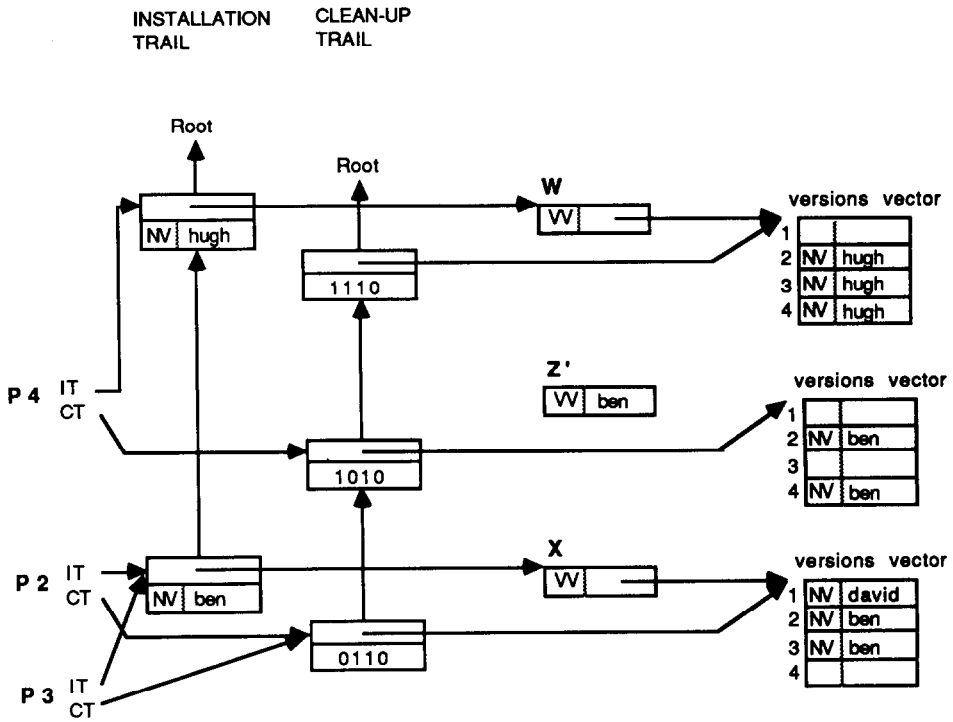 INSTALLATION TRAIL
CLEAN-UP TRAIL
Root
Root
W
VV
versions vector
NV hugh
1
1110
2 NV hugh
3 NV hugh
4 NV hugh
P 4 IT
CT
Z'
VV ben
versions vector
1
2 NV ben
3
4 NV ben
1010
P 2 IT
CT
NV ben
X
VV
versions vector
1 NV david
2 NV ben
3 NV ben
4
0110
P 3 IT
CT